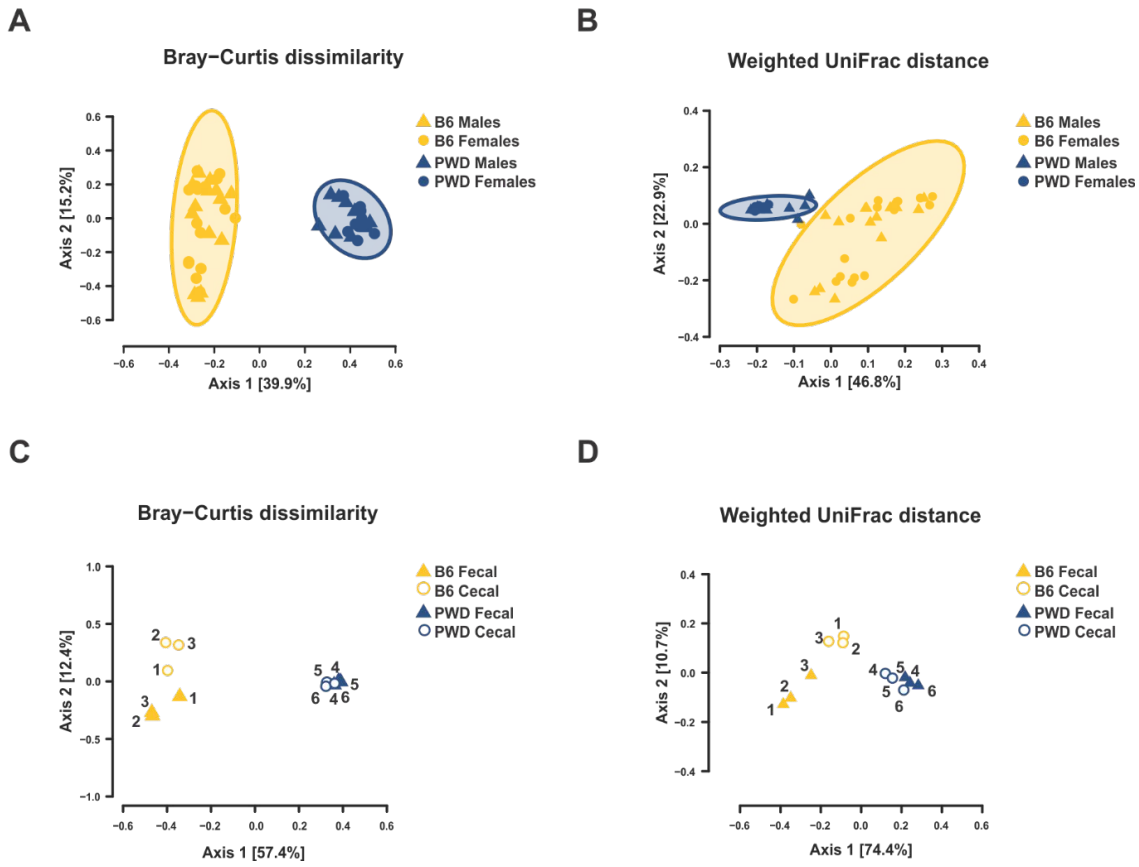 A
Bray−Curtis dissimilarity
B6 Males
B6 Females
PWD Males
PWD Females
Axis 2 [15.2%]
0.6
0.4
0.2
0.0
−0.2
−0.4
−0.6
−0.6
−0.4
−0.2
0.0
0.2
0.4
0.6
Axis 1 [39.9%]
B
Weighted UniFrac distance
B6 Males
B6 Females
PWD Males
PWD Females
Axis 2 [22.9%]
0.4
0.2
0.0
−0.2
−0.4
−0.3
−0.2
−0.1
0.0
0.1
0.2
0.3
0.4
Axis 1 [46.8%]
C
Bray−Curtis dissimilarity
B6 Fecal
B6 Cecal
PWD Fecal
PWD Cecal
Axis 2 [12.4%]
1.0
0.5
0.0
−0.5
−1.0
2
3
1
1
3
2
5
4
5
6
4
6
−0.6
−0.4
−0.2
0.0
0.2
0.4
0.6
Axis 1 [57.4%]
D
Weighted UniFrac distance
B6 Fecal
B6 Cecal
PWD Fecal
PWD Cecal
Axis 2 [10.7%]
0.4
0.2
0.0
−0.2
−0.4
1
3
2
3
2
1
4
5
4
5
6
6
−0.6
−0.4
−0.2
0.0
0.2
0.4
0.6
Axis 1 [74.4%]